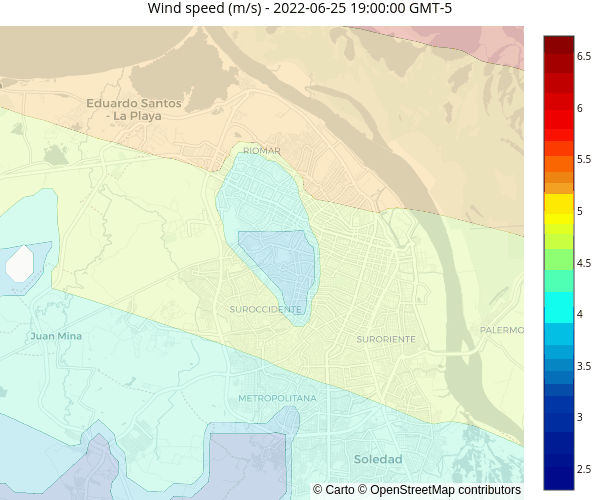 Wind speed (m/s) - 2022-06-25 19:00:00 GMT-5
Eduardo Santos
- La Playa
RIOMAR
SUROCCIDENTE
SURORIENTE
PALERMO
Juan Mina
METROPOLITANA
Soledad
6.5
6
5.5
5
4.5
4
3.5
3
2.5
© Carto © OpenStreetMap contributors